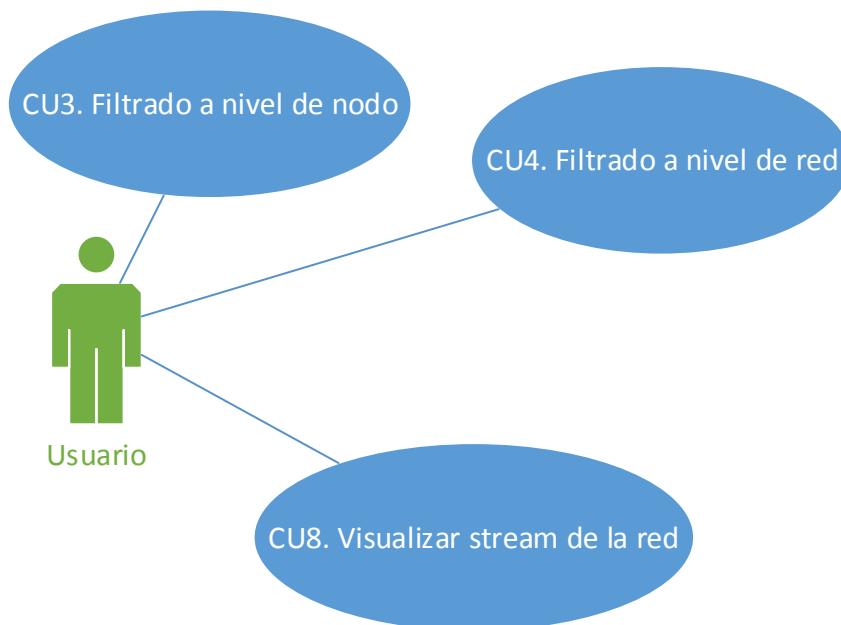 CU3. Filtrado a nivel de nodo
CU4. Filtrado a nivel de red
Usuario
CU8. Visualizar stream de la red